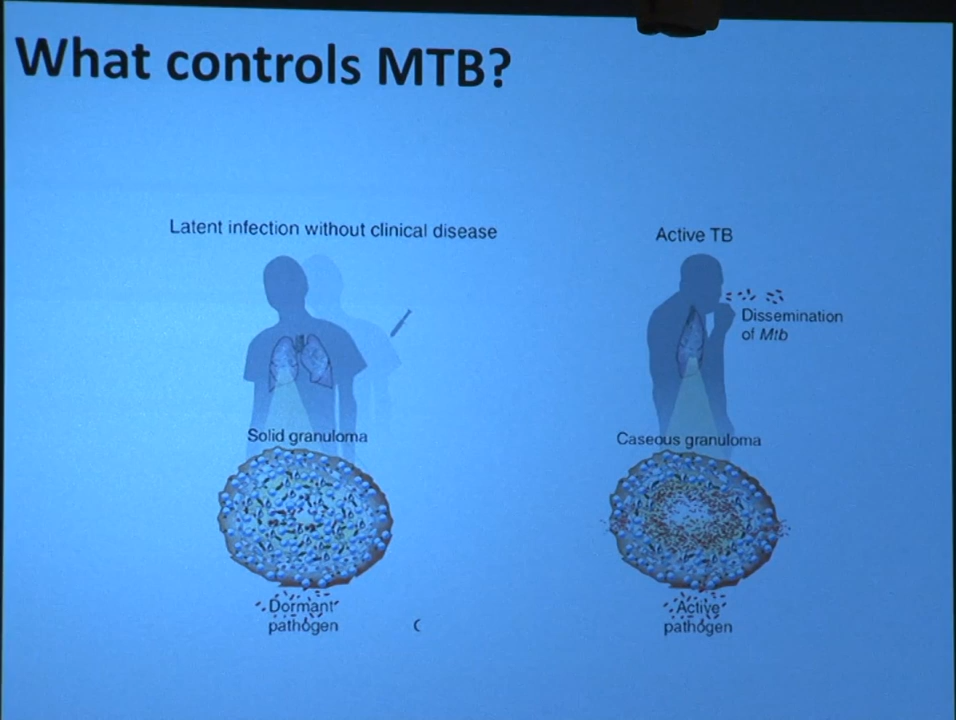 What controls MTB?
Latent infection without clinical disease
Active TB
Dissemination
of Mtb
Solid granuloma
Caseous granuloma
Dormant
pathogen
Active
pathogen